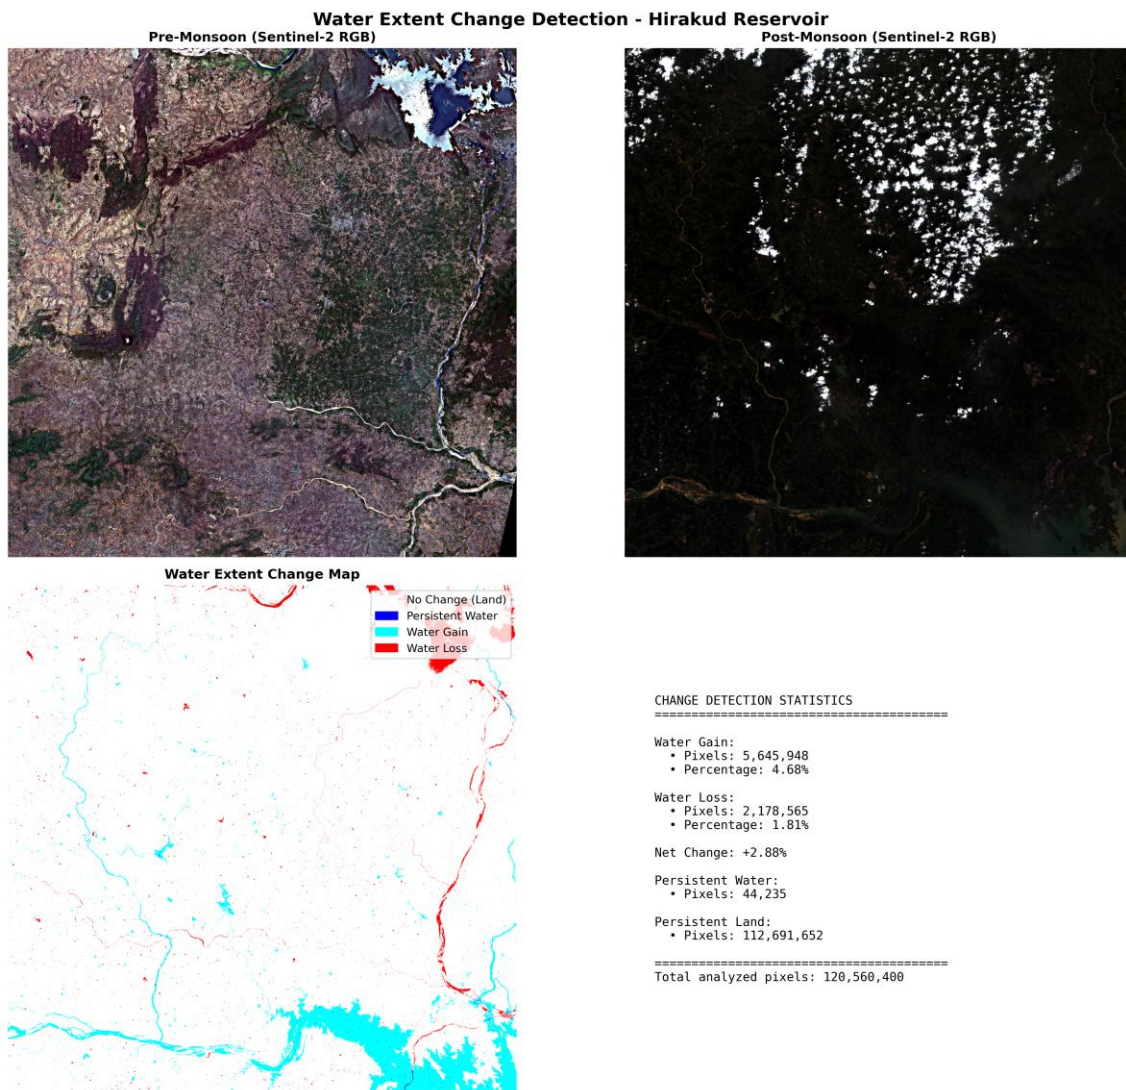 Water Extent Change Detection - Hirakud Reservoir
Pre-Monsoon (Sentinel-2 RGB)
Post-Monsoon (Sentinel-2 RGB)
Water Extent Change Map
No Change (Land)
Persistent Water
Water Gain
Water Loss
CHANGE DETECTION STATISTICS
========================================
Water Gain:
• Pixels: 5,645,948
• Percentage: 4.68%
Water Loss:
• Pixels: 2,178,565
• Percentage: 1.81%
Net Change: +2.88%
Persistent Water:
• Pixels: 44,235
Persistent Land:
• Pixels: 112,691,652
========================================
Total analyzed pixels: 120,560,400